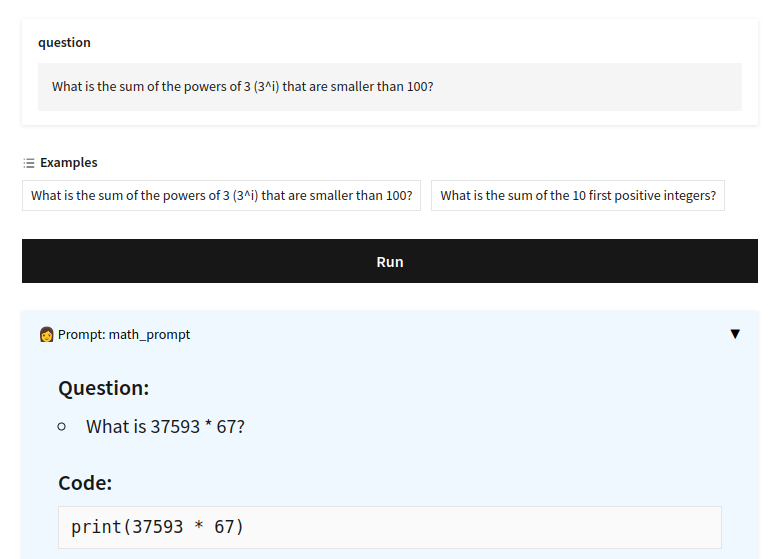 question
What is the sum of the powers of 3 (3^i) that are smaller than 100?
Examples
What is the sum of the powers of 3 (3^i) that are smaller than 100? What is the sum of the 10 first positive integers?
Run
Prompt: math_prompt
Question:
What is 37593 * 67?
Code:
print(37593 * 67)